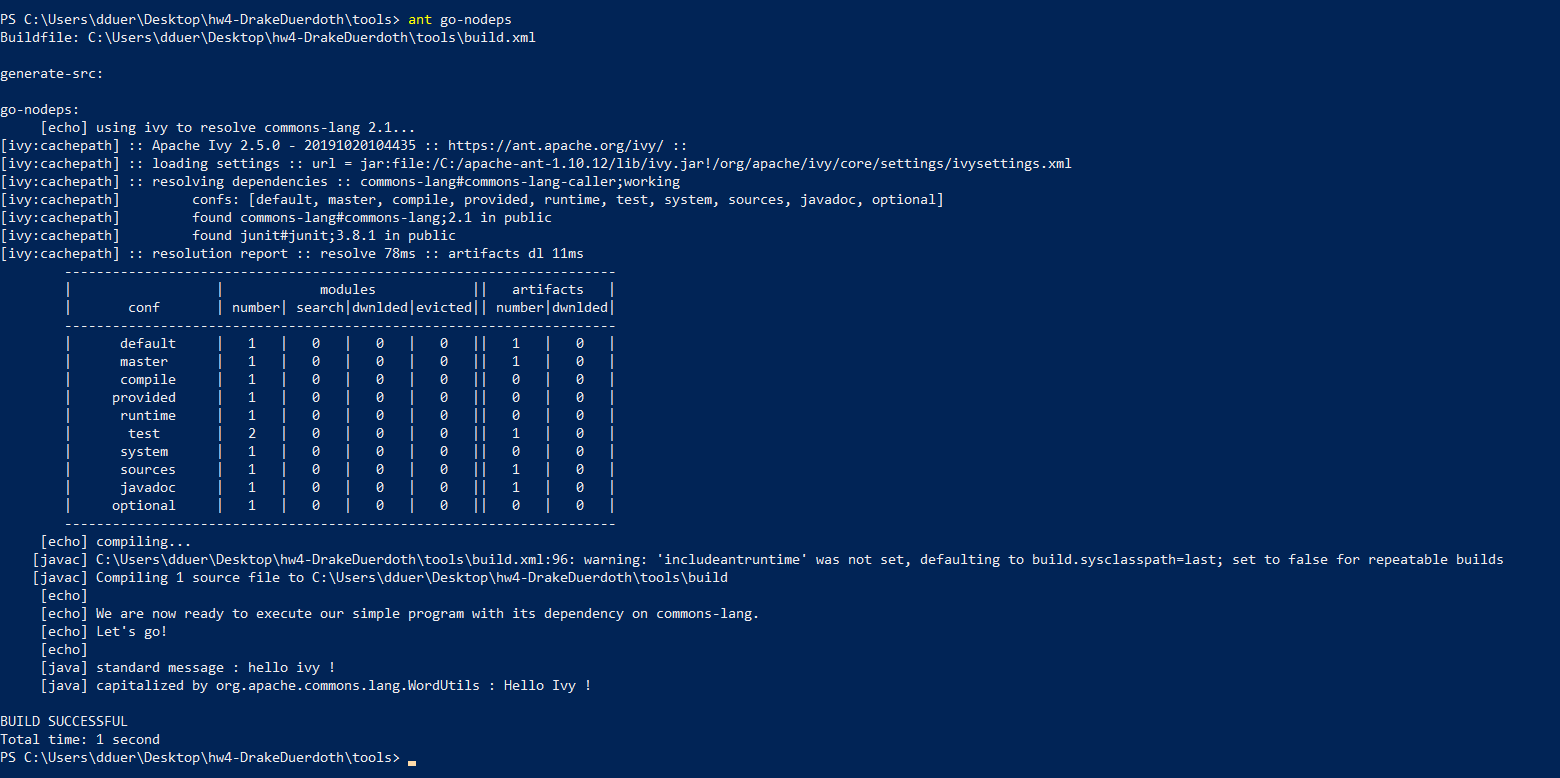 PS C:\Users\dduer\Desktop\hw4-DrakeDuerdoth\tools> ant go-nodeps
Buildfile: C:\Users\dduer\Desktop\hw4-DrakeDuerdoth\tools\build.xml

generate-src:

go-nodeps:
     [echo] using ivy to resolve commons-lang 2.1...
[ivy:cachepath] :: Apache Ivy 2.5.0 - 20191020104435 :: https://ant.apache.org/ivy/ ::
[ivy:cachepath] :: loading settings :: url = jar:file:/C:/apache-ant-1.10.12/lib/ivy.jar!/org/apache/ivy/core/settings/ivysettings.xml
[ivy:cachepath] :: resolving dependencies :: commons-lang#commons-lang-caller;working
[ivy:cachepath]         confs: [default, master, compile, provided, runtime, test, system, sources, javadoc, optional]
[ivy:cachepath]         found commons-lang#commons-lang;2.1 in public
[ivy:cachepath]         found junit#junit;3.8.1 in public
[ivy:cachepath] :: resolution report :: resolve 78ms :: artifacts dl 11ms
        ---------------------------------------------------------------------
        |                  |            modules            ||   artifacts   |
        |       conf       | number| search|dwnlded|evicted|| number|dwnlded|
        ---------------------------------------------------------------------
        |      default     |   1   |   0   |   0   |   0   ||   1   |   0   |
        |      master      |   1   |   0   |   0   |   0   ||   1   |   0   |
        |      compile     |   1   |   0   |   0   |   0   ||   0   |   0   |
        |     provided     |   1   |   0   |   0   |   0   ||   0   |   0   |
        |      runtime     |   1   |   0   |   0   |   0   ||   0   |   0   |
        |       test       |   2   |   0   |   0   |   0   ||   1   |   0   |
        |      system      |   1   |   0   |   0   |   0   ||   0   |   0   |
        |      sources     |   1   |   0   |   0   |   0   ||   1   |   0   |
        |      javadoc     |   1   |   0   |   0   |   0   ||   1   |   0   |
        |     optional     |   1   |   0   |   0   |   0   ||   0   |   0   |
        ---------------------------------------------------------------------
     [echo] compiling...
    [javac] C:\Users\dduer\Desktop\hw4-DrakeDuerdoth\tools\build.xml:96: warning: 'includeantruntime' was not set, defaulting to build.sysclasspath=last; set to false for repeatable builds
    [javac] Compiling 1 source file to C:\Users\dduer\Desktop\hw4-DrakeDuerdoth\tools\build
     [echo]
     [echo] We are now ready to execute our simple program with its dependency on commons-lang.
     [echo] Let's go!
     [echo]
     [java] standard message : hello ivy !
     [java] capitalized by org.apache.commons.lang.WordUtils : Hello Ivy !

BUILD SUCCESSFUL
Total time: 1 second
PS C:\Users\dduer\Desktop\hw4-DrakeDuerdoth\tools>